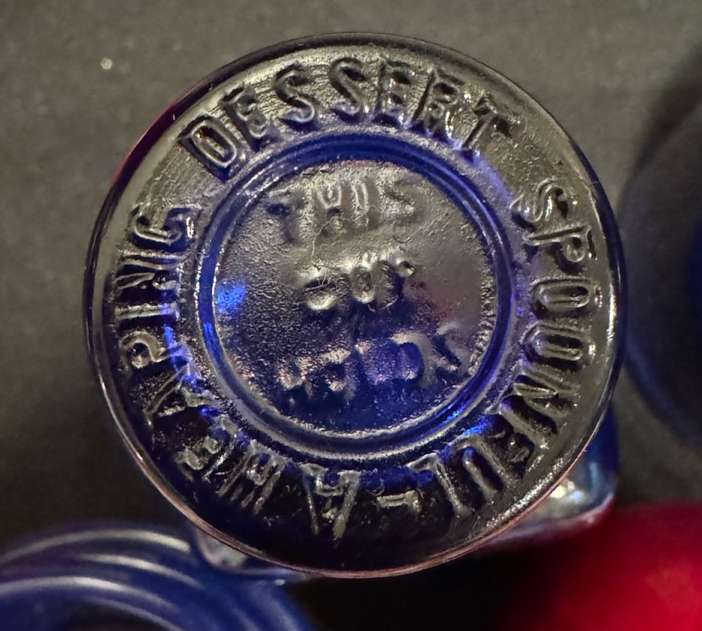 THIS
CUP
HOLDS
A HEAPING DESSERT SPOONFUL-